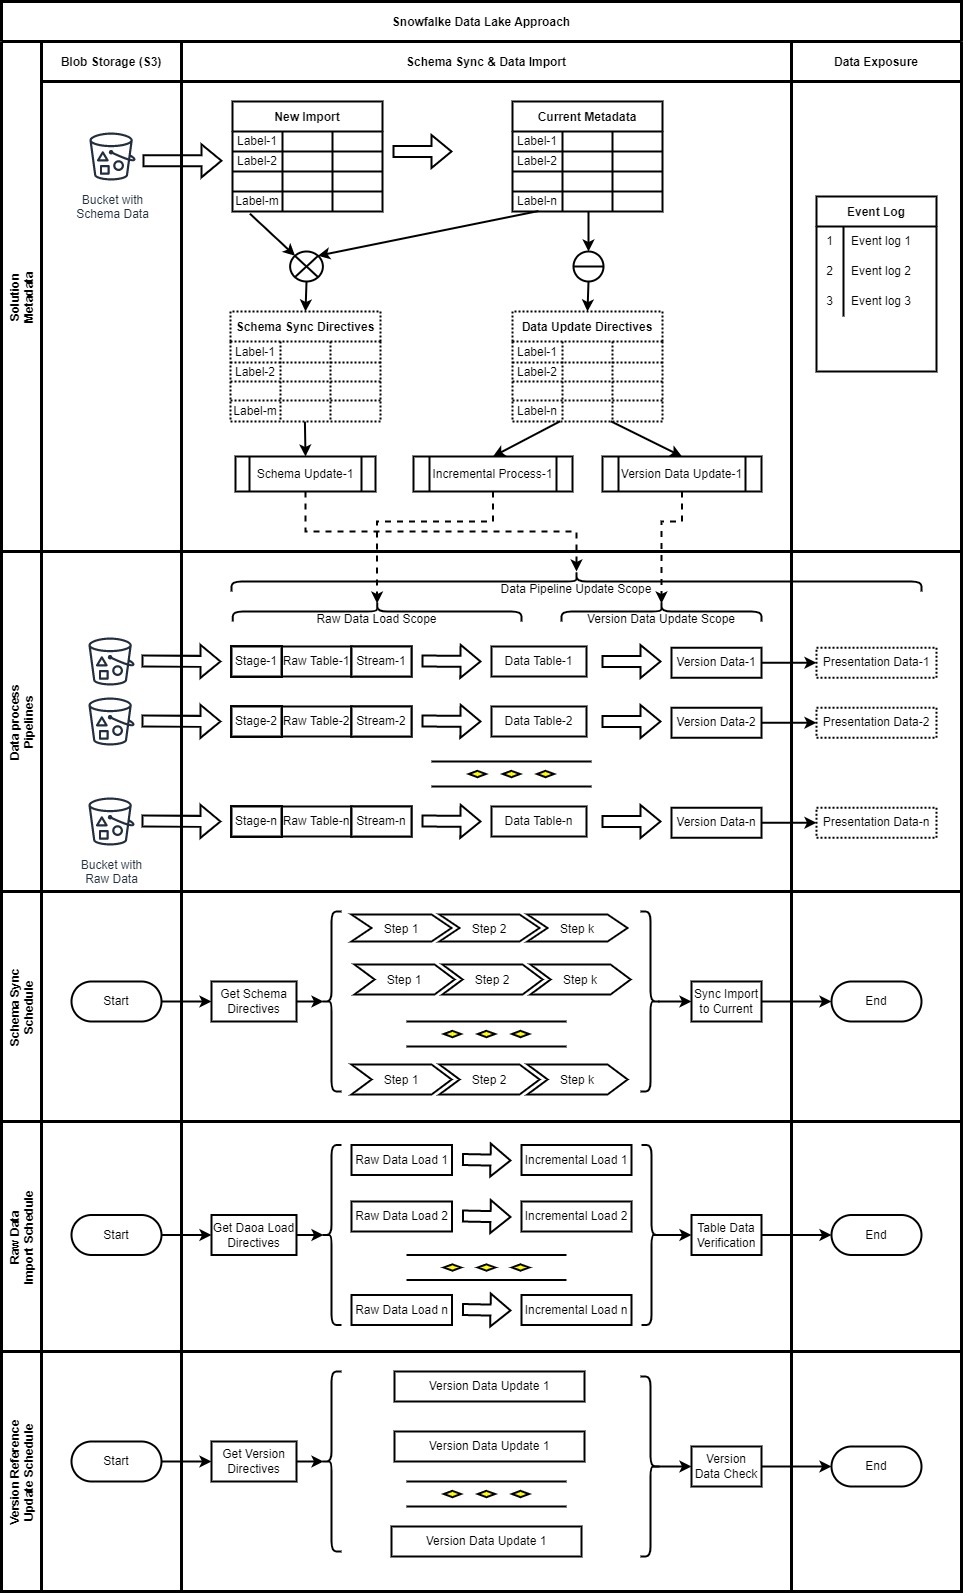 Snowfalke Data Lake Approach
Blob Storage (S3)
Schema Sync & Data Import
Data Exposure
Solution
Metadata
Bucket with
Schema Data
New Import
Label-1
Label-2
Label-m
Current Metadata
Label-1
Label-2
Label-n
Event Log
1 Event log 1
2 Event log 2
3 Event log 3
Schema Sync Directives
Label-1
Label-2
Label-m
Data Update Directives
Label-1
Label-2
Label-n
Schema Update-1
Incremental Process-1
Version Data Update-1
Data process
Pipelines
Data Pipeline Update Scope
Raw Data Load Scope
Version Data Update Scope
Stage-1
Raw Table-1
Stream-1
Data Table-1
Version Data-1
Presentation Data-1
Stage-2
Raw Table-2
Stream-2
Data Table-2
Version Data-2
Presentation Data-2
Stage-n
Raw Table-n
Stream-n
Data Table-n
Version Data-n
Presentation Data-n
Bucket with
Raw Data
Schema Sync
Schedule
Start
Get Schema
Directives
Step 1
Step 2
Step k
Step 1
Step 2
Step k
Step 1
Step 2
Step k
Sync Import
to Current
End
Raw Data
Import Schedule
Start
Get Daoa Load
Directives
Raw Data Load 1
Incremental Load 1
Raw Data Load 2
Incremental Load 2
Raw Data Load n
Incremental Load n
Table Data
Verification
End
Version Reference
Update Schedule
Start
Get Version
Directives
Version Data Update 1
Version Data Update 1
Version Data Update 1
Version
Data Check
End